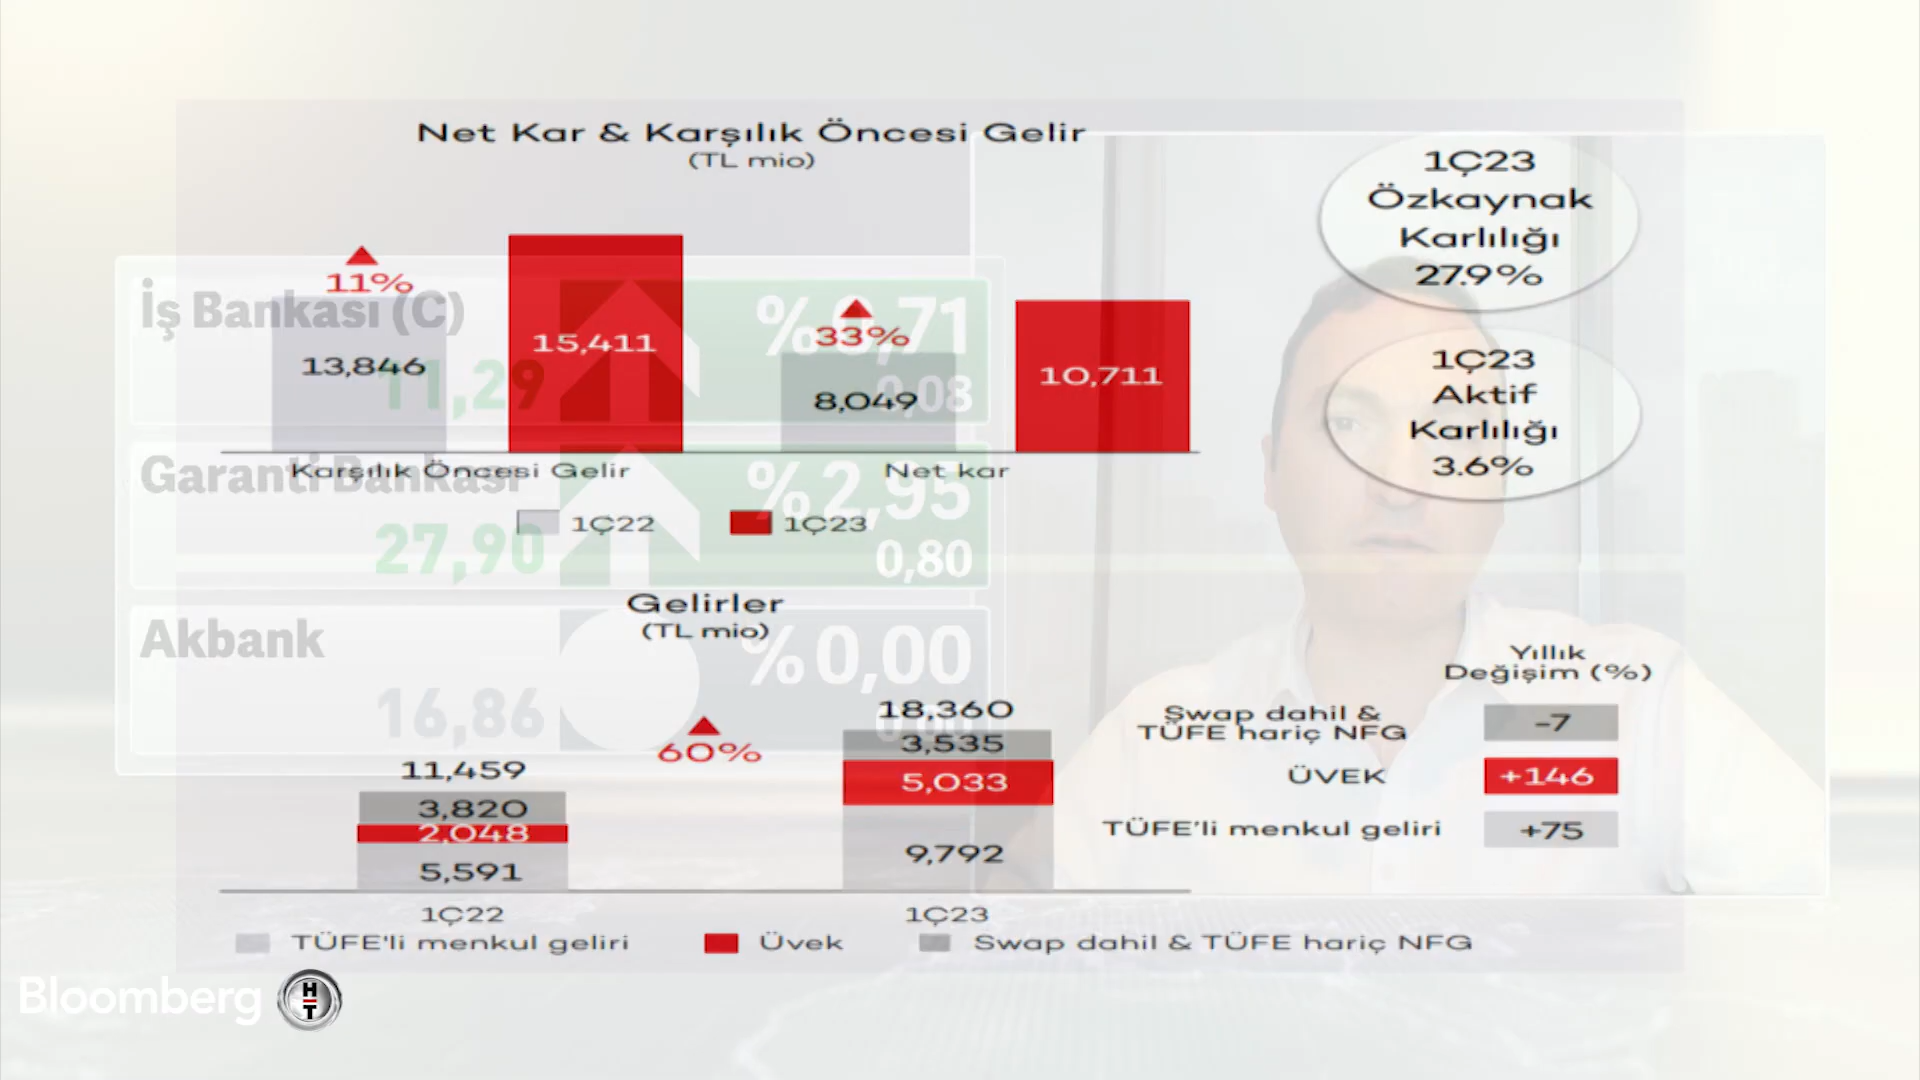 Net Kar & Karşılık Öncesi Gelir
(TL mio)
1Ç23
Özkaynak
Karlılığı
27.9%
1Ç23
Aktif
Karlılığı
3.6%
11%
13,846
15,411
33%
8,049
10,711
Karşılık Öncesi Gelir
Net kar
1Ç22
1Ç23
İş Bankası (C)
11,29
%0,71
0,08
Garanti Bankası
27,90
%2,95
0,80
Akbank
16,86
%0,00
0,00
Gelirler
(TL mio)
11,459
3,820
2,048
5,591
60%
18,360
3,535
5,033
9,792
1Ç22
1Ç23
TÜFE'li menkul geliri
Üvek
Swap dahil & TÜFE hariç NFG
Yıllık
Değişim (%)
Swap dahil &
TÜFE hariç NFG
-7
ÜVEK
+146
TÜFE'li menkul geliri
+75
Bloomberg
HT